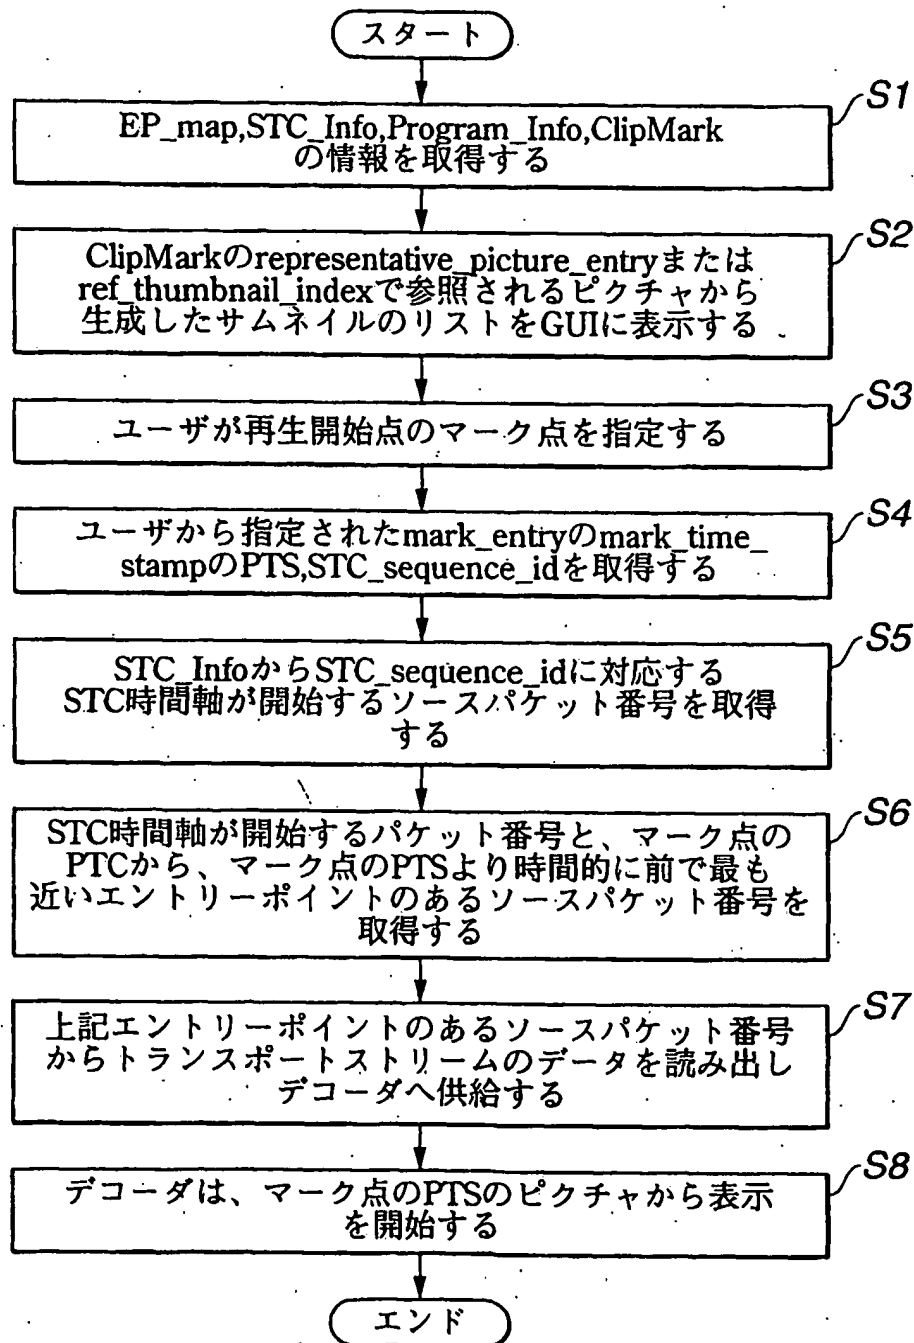 スタート
S1
EP_map,STC_Info,Program_Info,ClipMark
の情報を取得する
S2
ClipMarkのrepresentative_picture_entryまたは
ref_thumbnail_indexで参照されるピクチャから
生成したサムネイルのリストをGUIに表示する
S3
ユーザが再生開始点のマーク点を指定する
S4
ユーザから指定されたmark_entryのmark_time_
stampのPTS,STC_sequence_idを取得する
S5
STC_InfoからSTC_sequence_idに対応する
STC時間軸が開始するソースパケット番号を取得
する
S6
STC時間軸が開始するパケット番号と、マーク点の
PTCから、マーク点のPTSより時間的に前で最も
近いエントリーポイントのあるソースパケット番号を
取得する
S7
上記エントリーポイントのあるソースパケット番号
からトランスポートストリームのデータを読み出し
デコーダへ供給する
S8
デコーダは、マーク点のPTSのピクチャから表示
を開始する
エンド